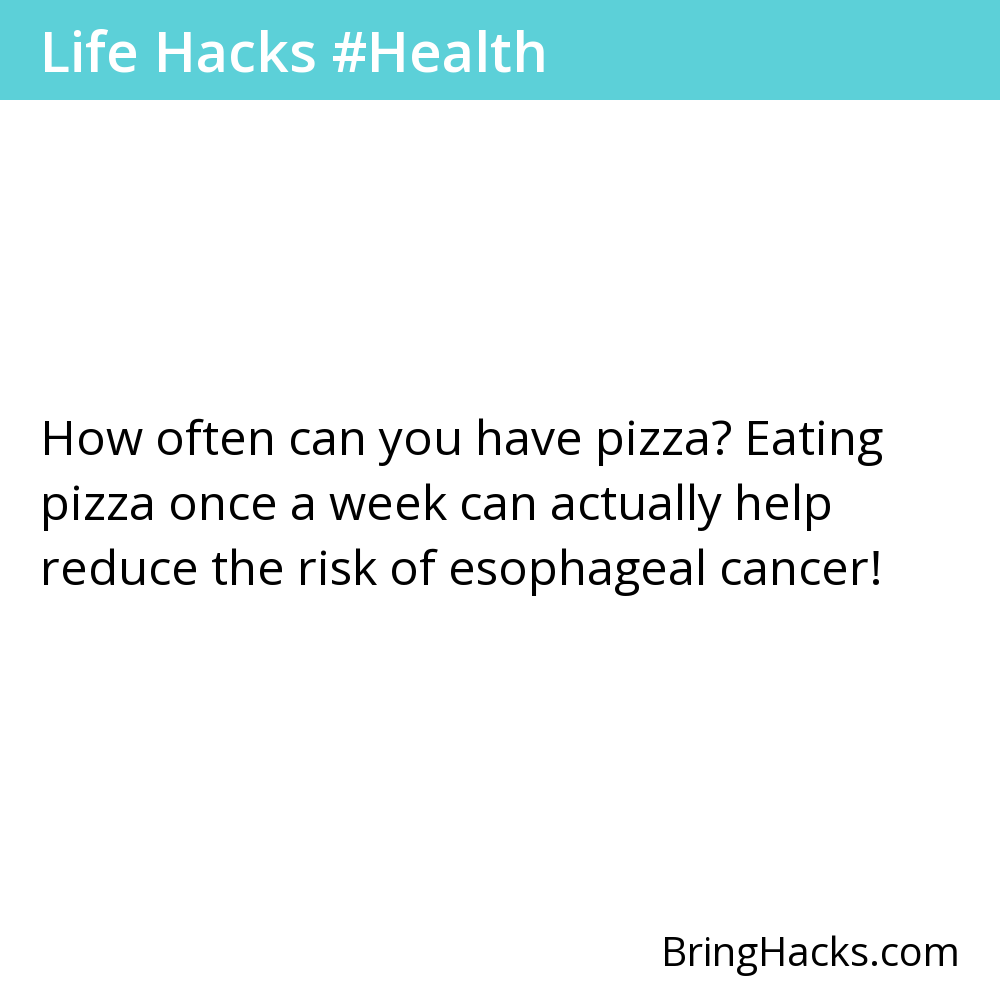 Life Hacks #Health
How often can you have pizza? Eating
pizza once a week can actually help
reduce the risk of esophageal cancer!
BringHacks.com